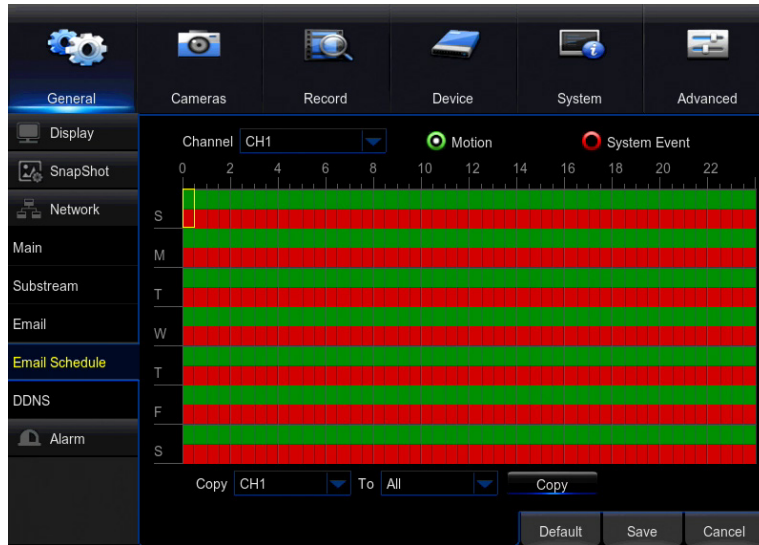 General Cameras Record Device System Advanced
Display
Channel CH1 Motion System Event
SnapShot
0 2 4 6 8 10 12 14 16 18 20 22
Network
S
Main
M
Substream
T
Email
W
Email Schedule
T
DDNS
F
Alarm
S
Copy CH1 To All Copy
Default Save Cancel